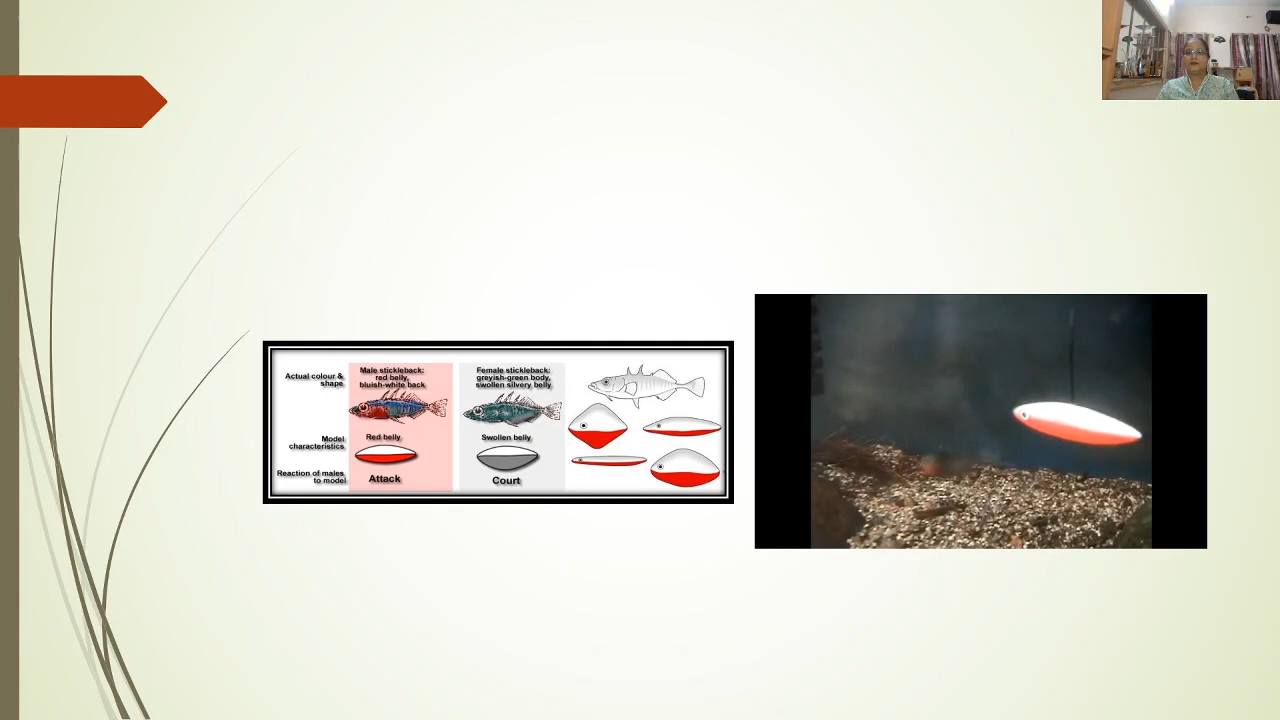 Actual colour &
shape
Male stickleback:
red belly,
bluish-white back
Female stickleback:
greyish-green body,
swollen silvery belly
Model
characteristics
Red belly
Swollen belly
Reaction of males
to model
Attack
Court